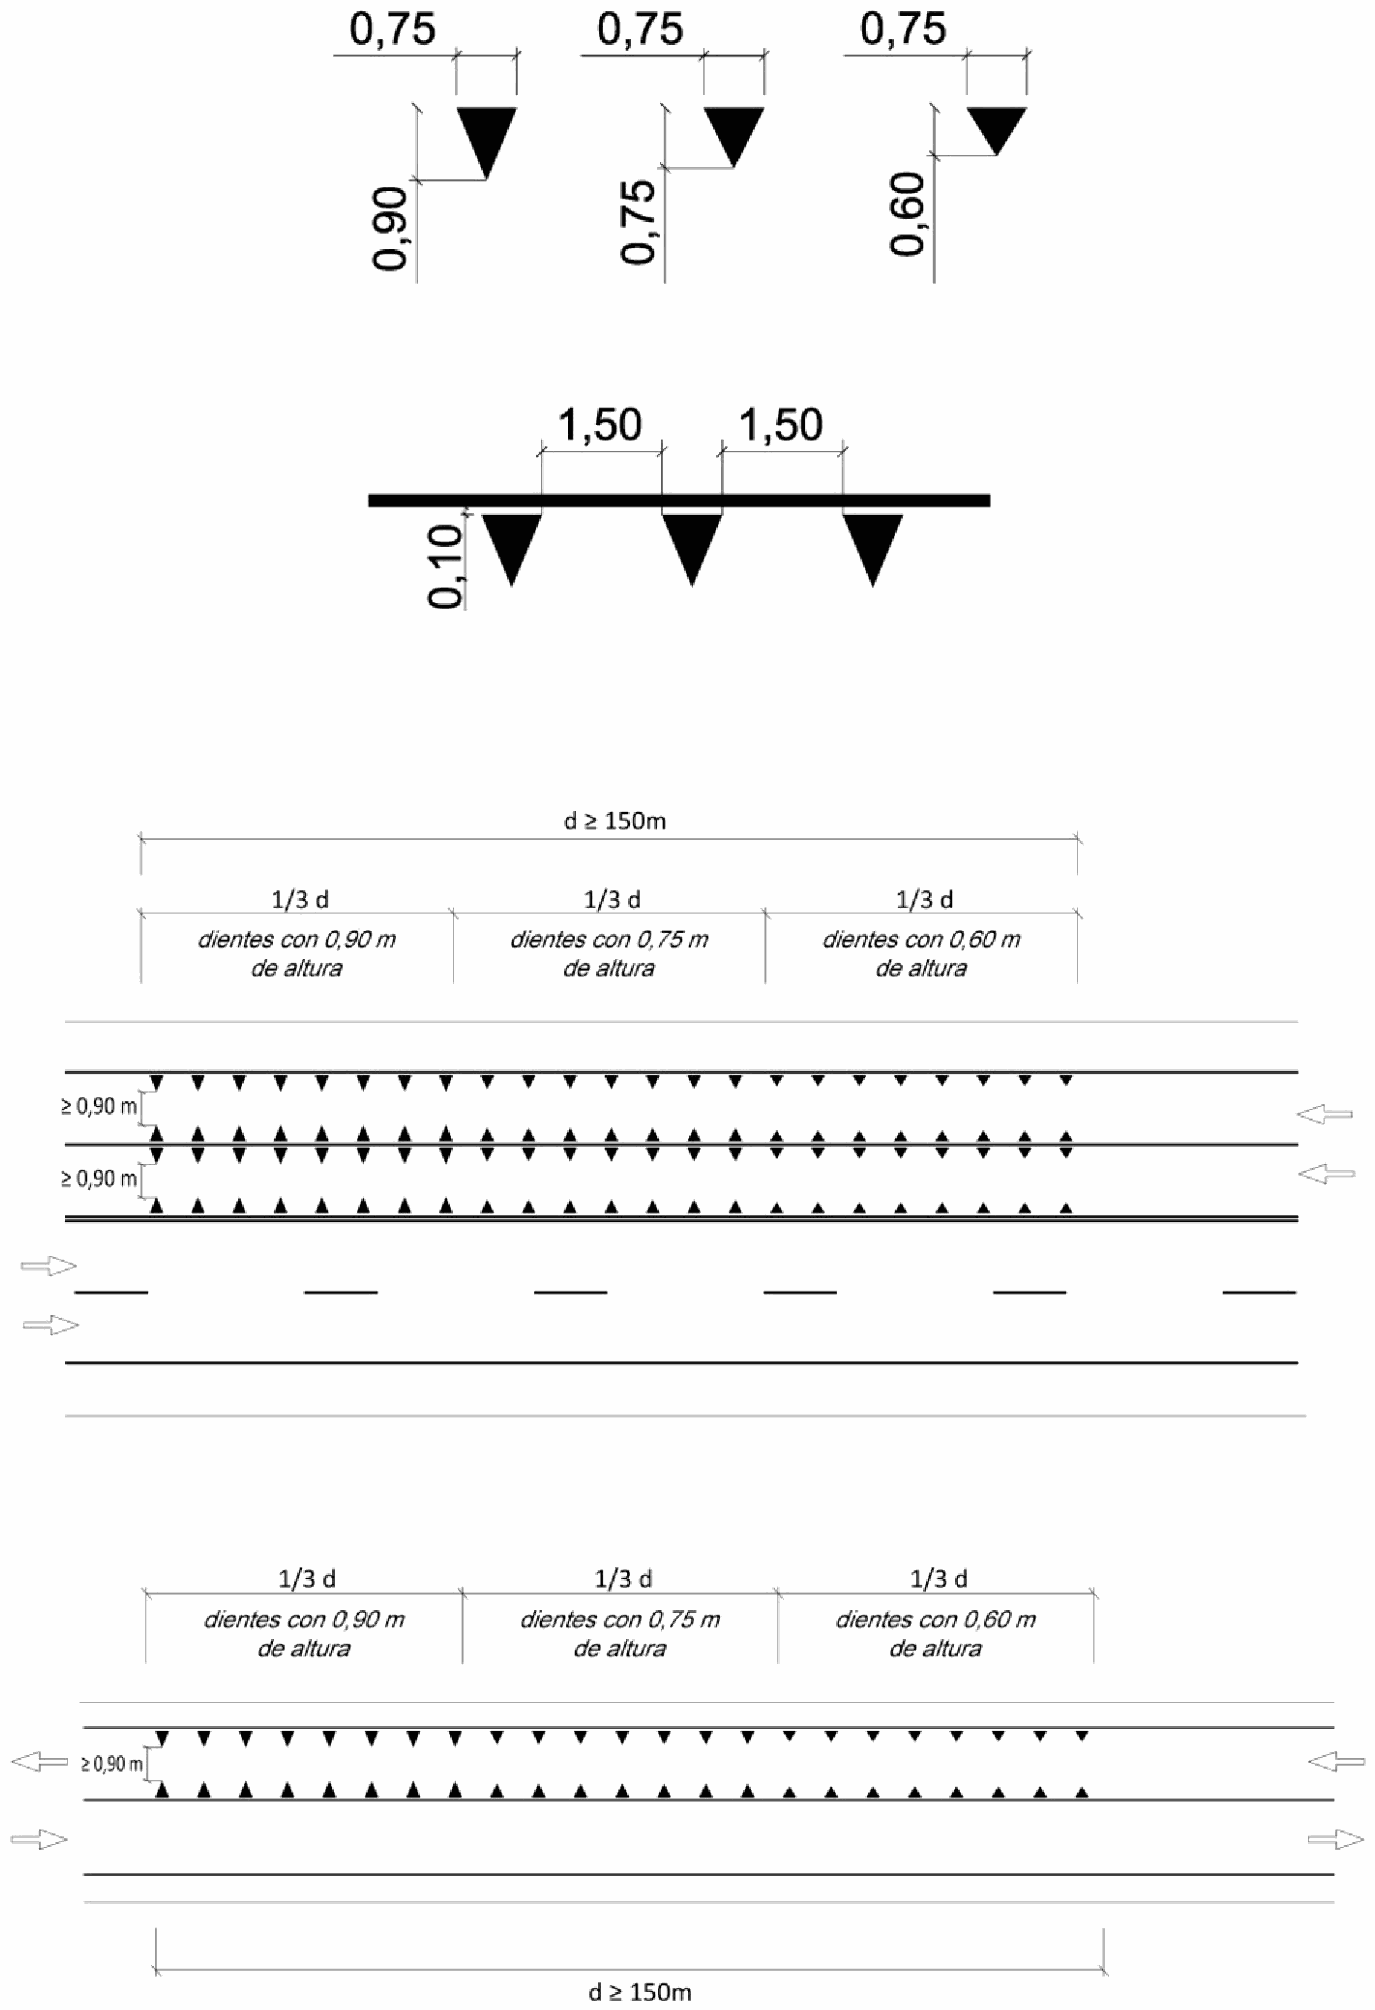 0,75
0,75
0,75
0,90
0,75
0,60
1,50
1,50
0,10
d ≥ 150m
1/3 d
1/3 d
1/3 d
dientes con 0,90 m
de altura
dientes con 0,75 m
de altura
dientes con 0,60 m
de altura
≥ 0,90 m
≥ 0,90 m
1/3 d
1/3 d
1/3 d
dientes con 0,90 m
de altura
dientes con 0,75 m
de altura
dientes con 0,60 m
de altura
≥ 0,90 m
d ≥ 150m